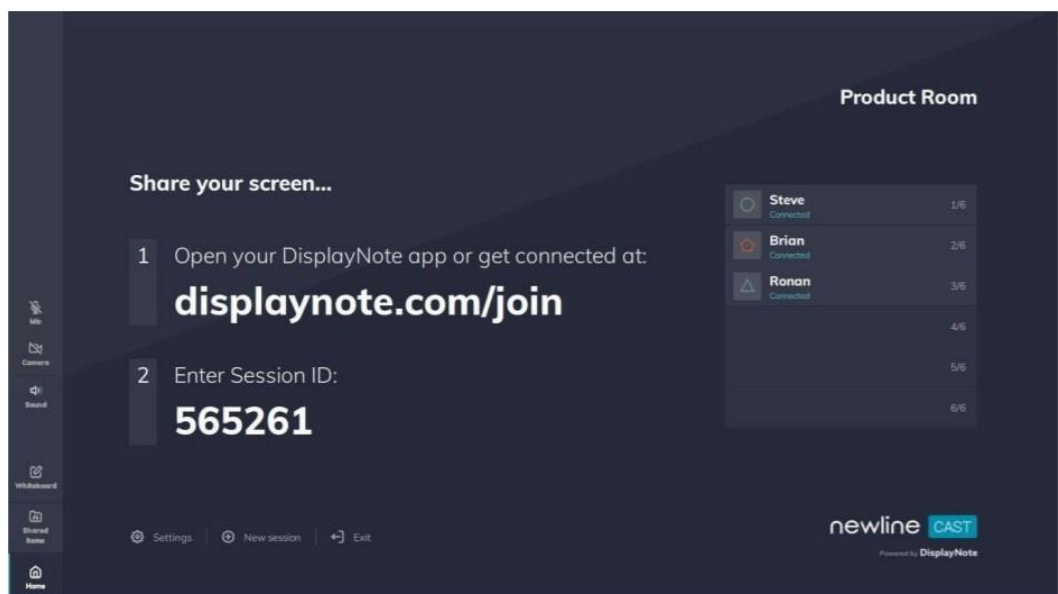 Product Room
Share your screen...
Steve
Connected
1/6
Brian
Connected
2/6
Ronan
Connected
3/6
4/6
5/6
6/6
1
Open your DisplayNote app or get connected at:
displaynote.com/join
2
Enter Session ID:
565261
Mic
Camera
Sound
Whiteboard
Shared
Items
Home
Settings
New session
Exit
newline CAST
Powered by DisplayNote